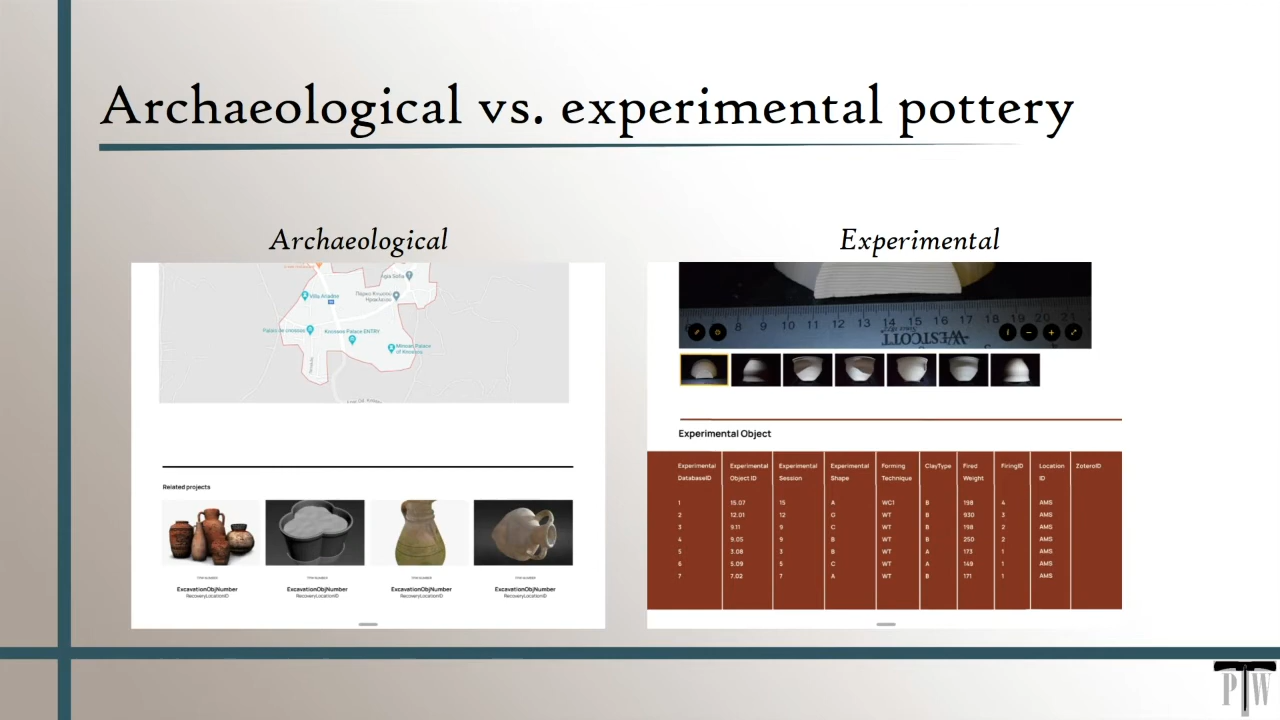 Archaeological vs. experimental pottery
Archaeological
Experimental
Villa Ariadne
Knossos Palace ENTRY
Minoan Palace
of Knossos
Related projects
ExcavationObjNumber
RecoveryLocationID
ExcavationObjNumber
RecoveryLocationID
ExcavationObjNumber
RecoveryLocationID
ExcavationObjNumber
RecoveryLocationID
8 9 10 11 12 13 14 15 16 17 18 19 20 21
WESTCOTT
Experimental Object
Experimental DatabaseID Experimental Object ID Experimental Session Experimental Shape Forming Technique ClayType Fired Weight FiringID Location ID ZoteroID
1 15.07 15 A WC1 B 198 4 AMS
2 12.01 12 G WT B 930 3 AMS
3 9.11 9 C WT B 198 2 AMS
4 9.05 9 B WT B 250 2 AMS
5 3.08 3 B WT A 173 1 AMS
6 5.09 5 C WT A 149 1 AMS
7 7.02 7 A WT B 171 1 AMS
PTW